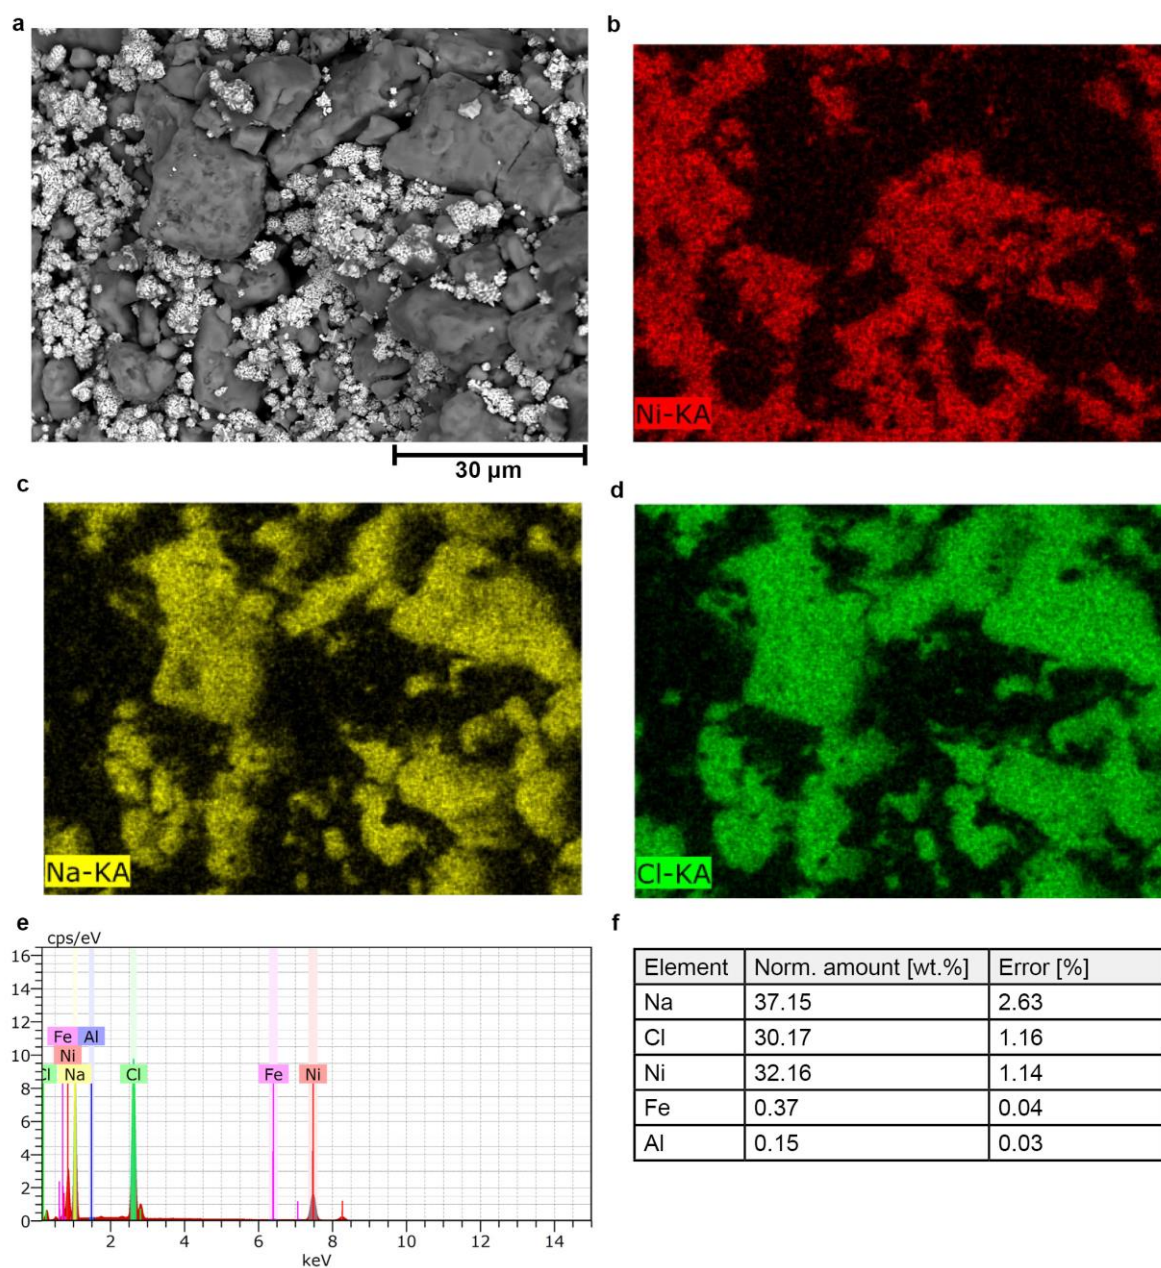 a
b
30 µm
c
d
Ni-KA
Na-KA
Cl-KA
e
f
cps/eV
16
14
12
10
8
6
4
2
0
Fe Al
Ni
Cl Na Cl Fe Ni
2 4 6 8 10 12 14
keV
Element Norm. amount [wt.%] Error [%]
Na 37.15 2.63
Cl 30.17 1.16
Ni 32.16 1.14
Fe 0.37 0.04
Al 0.15 0.03